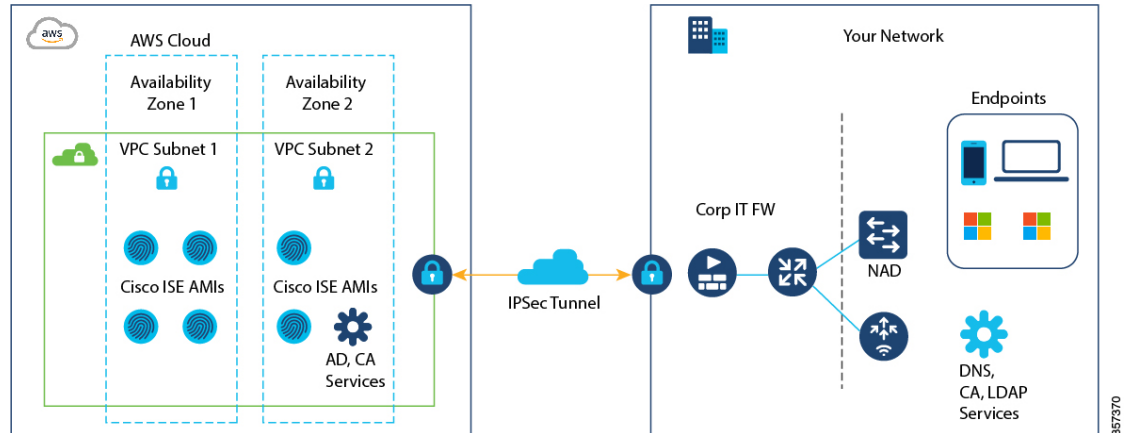 aws
AWS Cloud
Availability
Zone 1
Availability
Zone 2
VPC Subnet 1
VPC Subnet 2
Cisco ISE AMIs
Cisco ISE AMIs
AD, CA
Services
IPSec Tunnel
Your Network
Endpoints
Corp IT FW
NAD
DNS,
CA, LDAP
Services
357370